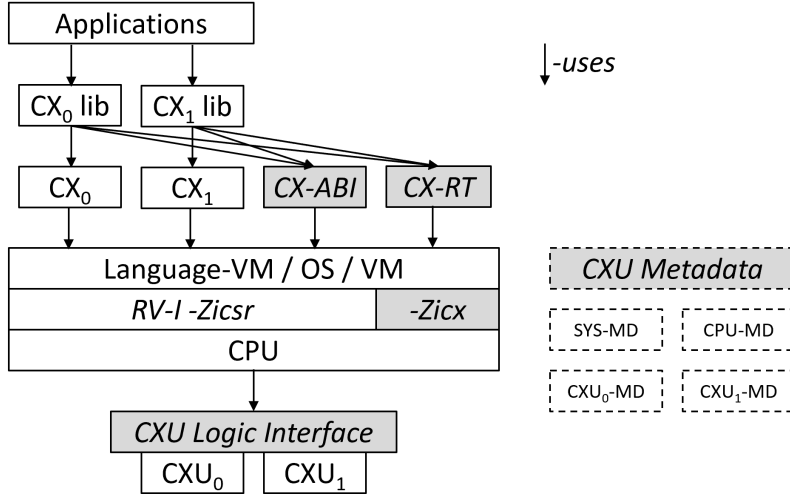 Applications
-uses
CX₀ lib CX₁ lib
CX₀ CX₁ CX-ABI CX-RT
Language-VM / OS / VM
CXU Metadata
RV-I -Zicsr -Zicx
SYS-MD CPU-MD
CPU
CXU₀-MD CXU₁-MD
CXU Logic Interface
CXU₀ CXU₁